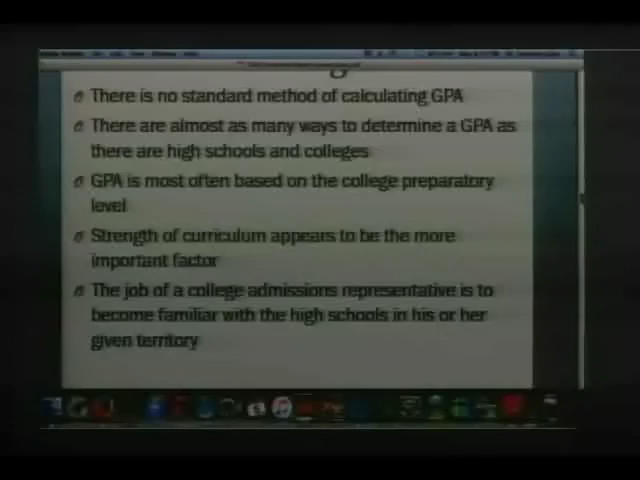 There is no standard method of calculating GPA
There are almost as many ways to determine a GPA as
there are high schools and colleges
GPA is most often based on the college preparatory
level
Strength of curriculum appears to be the more
important factor
The job of a college admissions representative is to
become familiar with the high schools in his or her
given territory